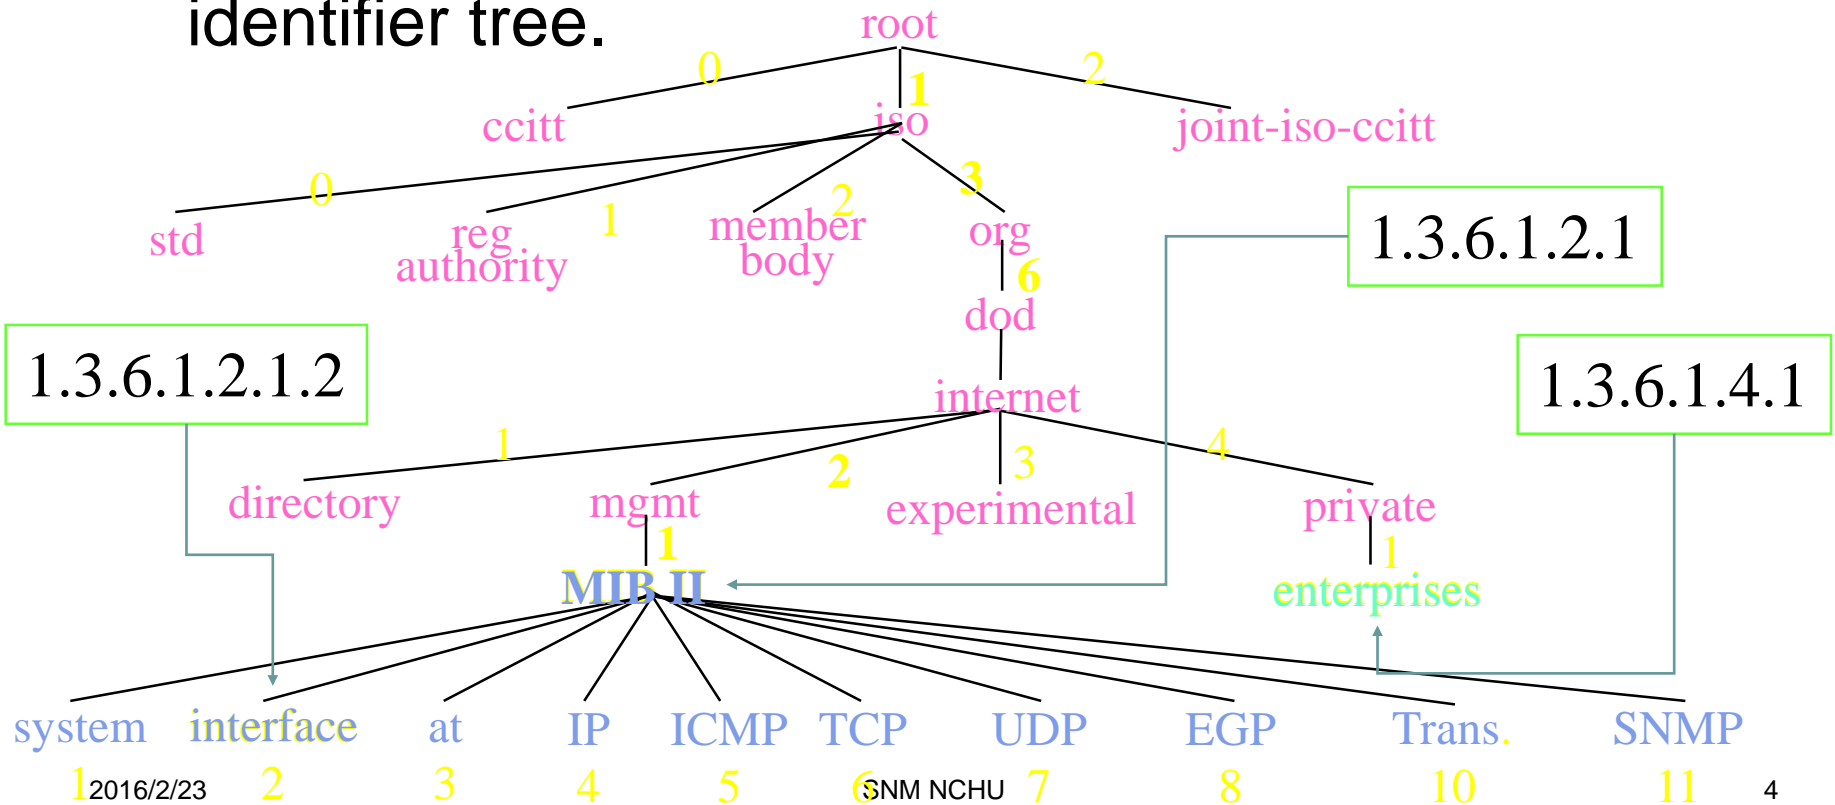 identifier tree.
root
0
1
2
ccitt
iso
joint-iso-ccitt
0
1
2
3
std
reg
authority
member
body
org
1.3.6.1.2.1
6
dod
1.3.6.1.2.1.2
internet
1.3.6.1.4.1
1
2
3
4
directory
mgmt
experimental
private
1
1
MIB II
enterprises
system
interface
at
IP
ICMP
TCP
UDP
EGP
Trans.
SNMP
1
2
3
4
5
6
7
8
10
11
2016/2/23
SNM NCHU
4